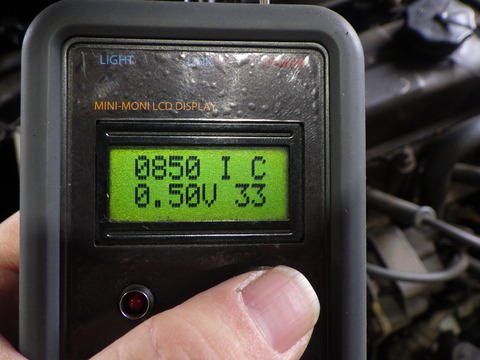 LIGHT
MINI-MONI LCD DISPLAY
0850 I C
0.50V 33